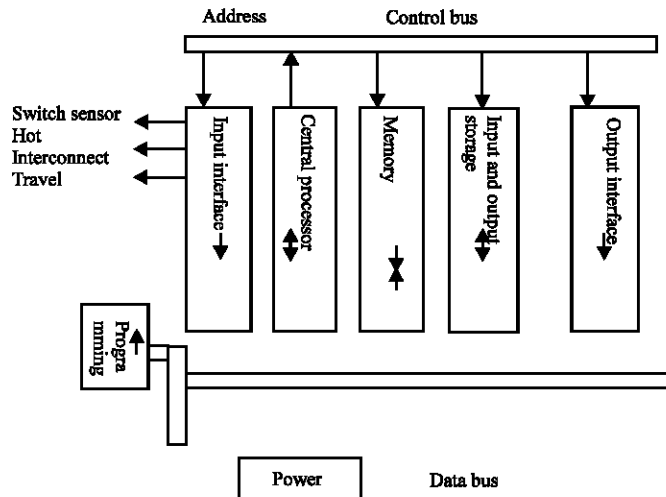 Address
Control bus
Switch sensor
Hot
Interconnect
Travel
Input interface
Central processor
Memory
Input and output
storage
Output interface
Progra
mming
Power
Data bus